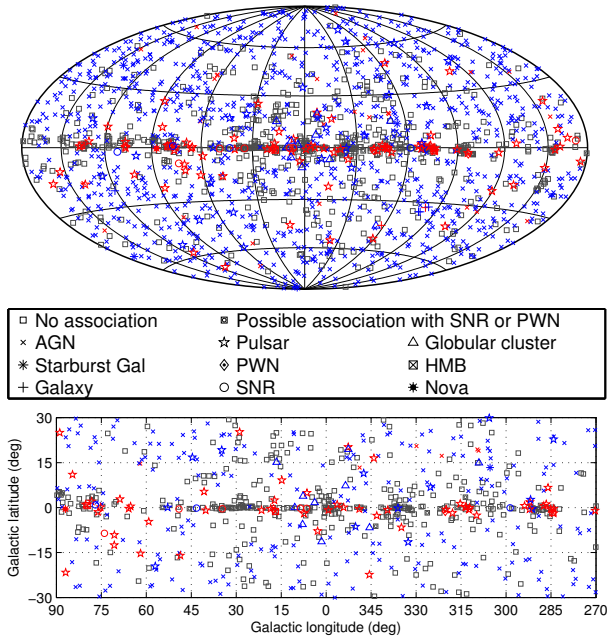 No association
Possible association with SNR or PWN
AGN
Pulsar
Globular cluster
Starburst Gal
PWN
HMB
Galaxy
SNR
Nova
30
15
0
−15
−30
Galactic latitude (deg)
90 75 60 45 30 15 0 345 330 315 300 285 270
Galactic longitude (deg)